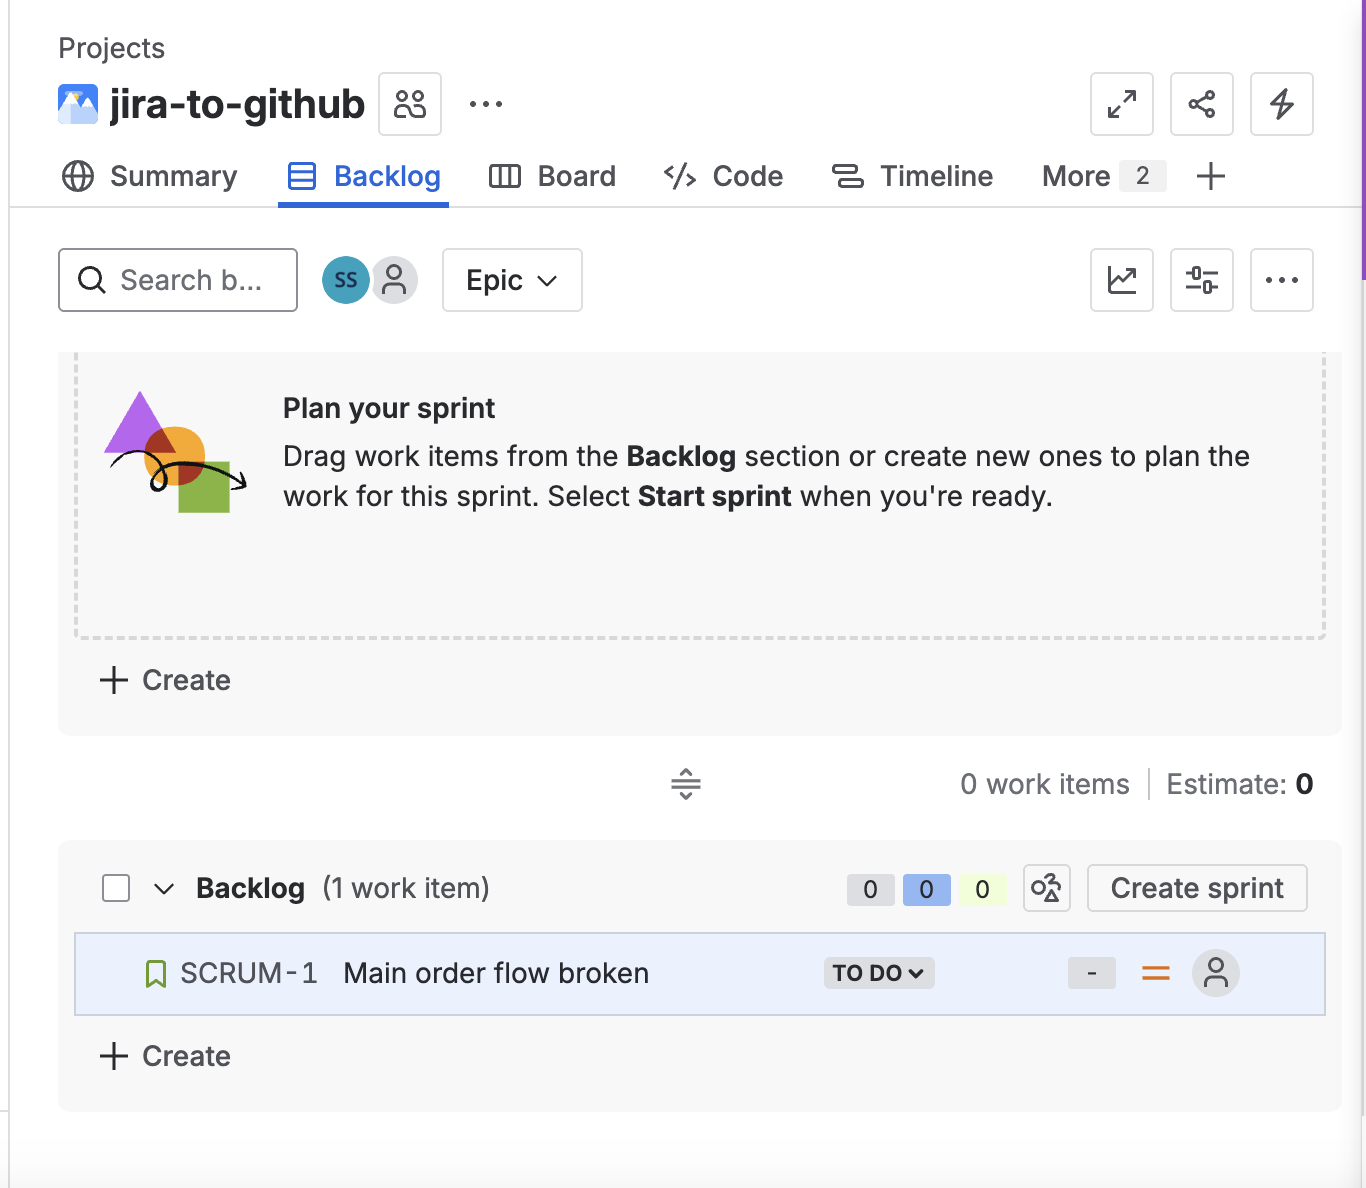 Projects
jira-to-github
Summary Backlog Board Code Timeline More 2
Search b... SS Epic
Plan your sprint
Drag work items from the Backlog section or create new ones to plan the
work for this sprint. Select Start sprint when you're ready.
Create
0 work items Estimate: 0
Backlog (1 work item) 0 0 0 Create sprint
SCRUM-1 Main order flow broken TO DO -
Create